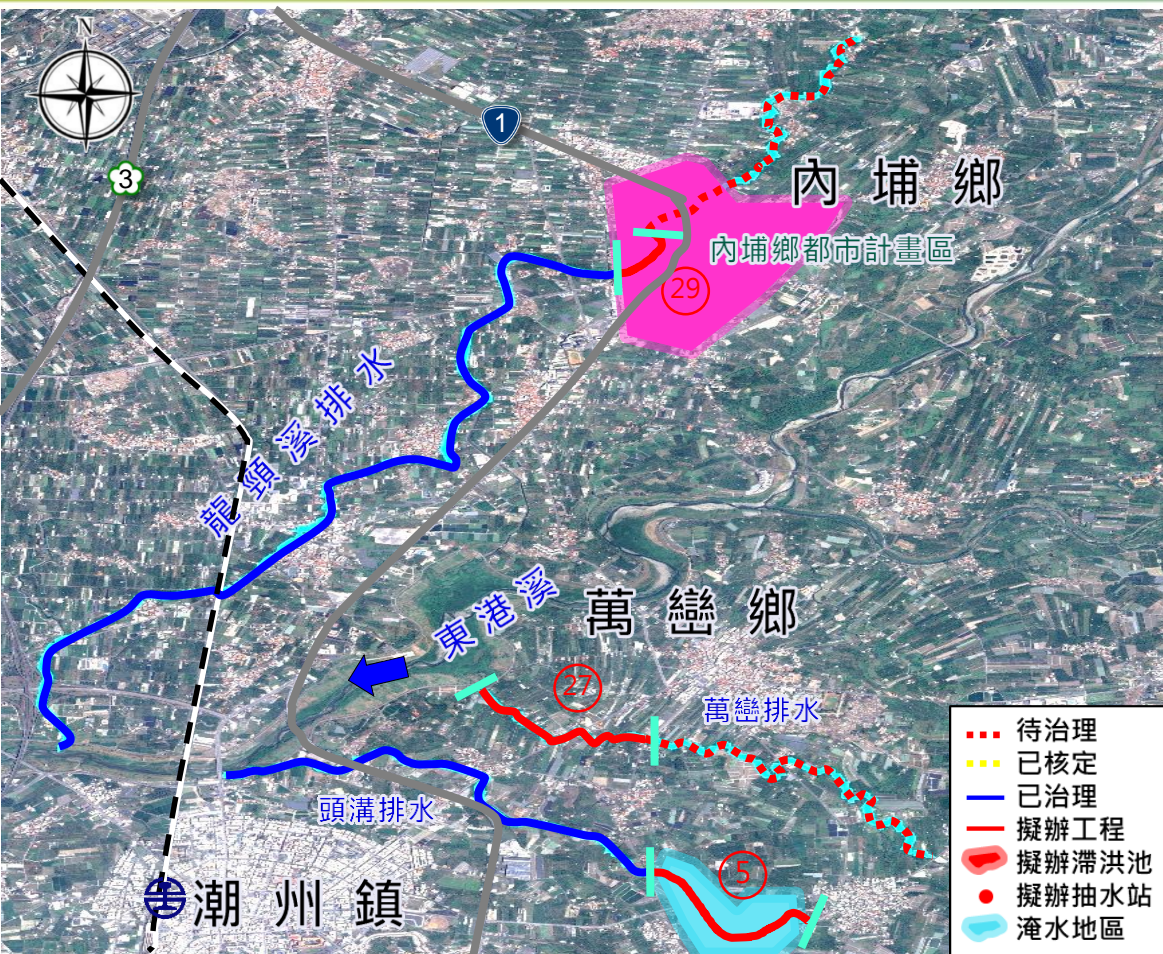 N
1
3
內埔鄉
內埔鄉都市計畫區
29
龍頸溪排水
東港溪
萬巒鄉
27
萬巒排水
頭溝排水
5
潮州鎮
待治理
已核定
已治理
擬辦工程
擬辦滯洪池
擬辦抽水站
淹水地區